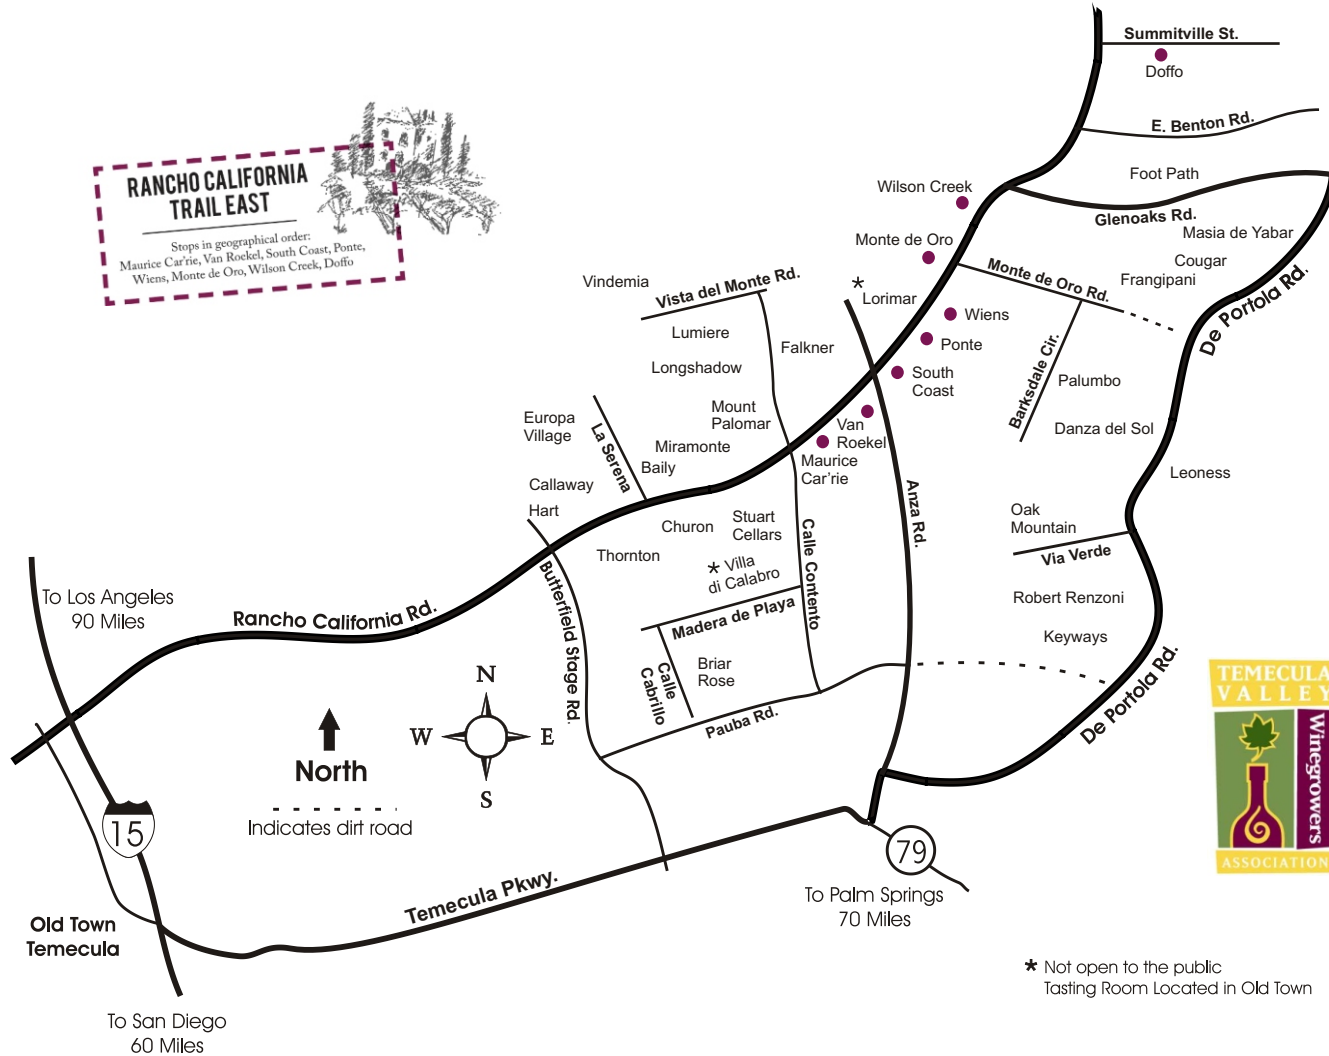 Summitville St.
Doffo
E. Benton Rd.
Foot Path
Wilson Creek
Glenoaks Rd.
Masia de Yabar
Monte de Oro
Cougar
Frangipani
Monte de Oro Rd.
De Portola Rd.
RANCHO CALIFORNIA
TRAIL EAST
Stops in geographical order:
Maurice Car'rie, Van Roekel, South Coast, Ponte,
Wiens, Monte de Oro, Wilson Creek, Doffo
Vindemia
Vista del Monte Rd.
*
Lorimar
Wiens
Lumiere
Falkner
Ponte
Longshadow
South
Coast
Barksdale Cir.
Palumbo
Mount
Palomar
Europa
Village
La Serena
Miramonte
Baily
Van
Roekel
Maurice
Car'rie
Danza del Sol
Leoness
Callaway
Hart
Anza Rd.
Churon
Stuart
Cellars
Calle Contento
Oak
Mountain
Thornton
* Villa
di Calabro
Via Verde
Butterfield Stage Rd.
To Los Angeles
90 Miles
Rancho California Rd.
Madera de Playa
Robert Renzoni
Keyways
Calle
Cabrillo
Briar
Rose
Pauba Rd.
De Portola Rd.
N
W
E
S
North
Indicates dirt road
15
79
To Palm Springs
70 Miles
Temecula Pkwy.
Old Town
Temecula
To San Diego
60 Miles
TEMECULA
VALLEY
Winegrowers
ASSOCIATION
* Not open to the public
Tasting Room Located in Old Town